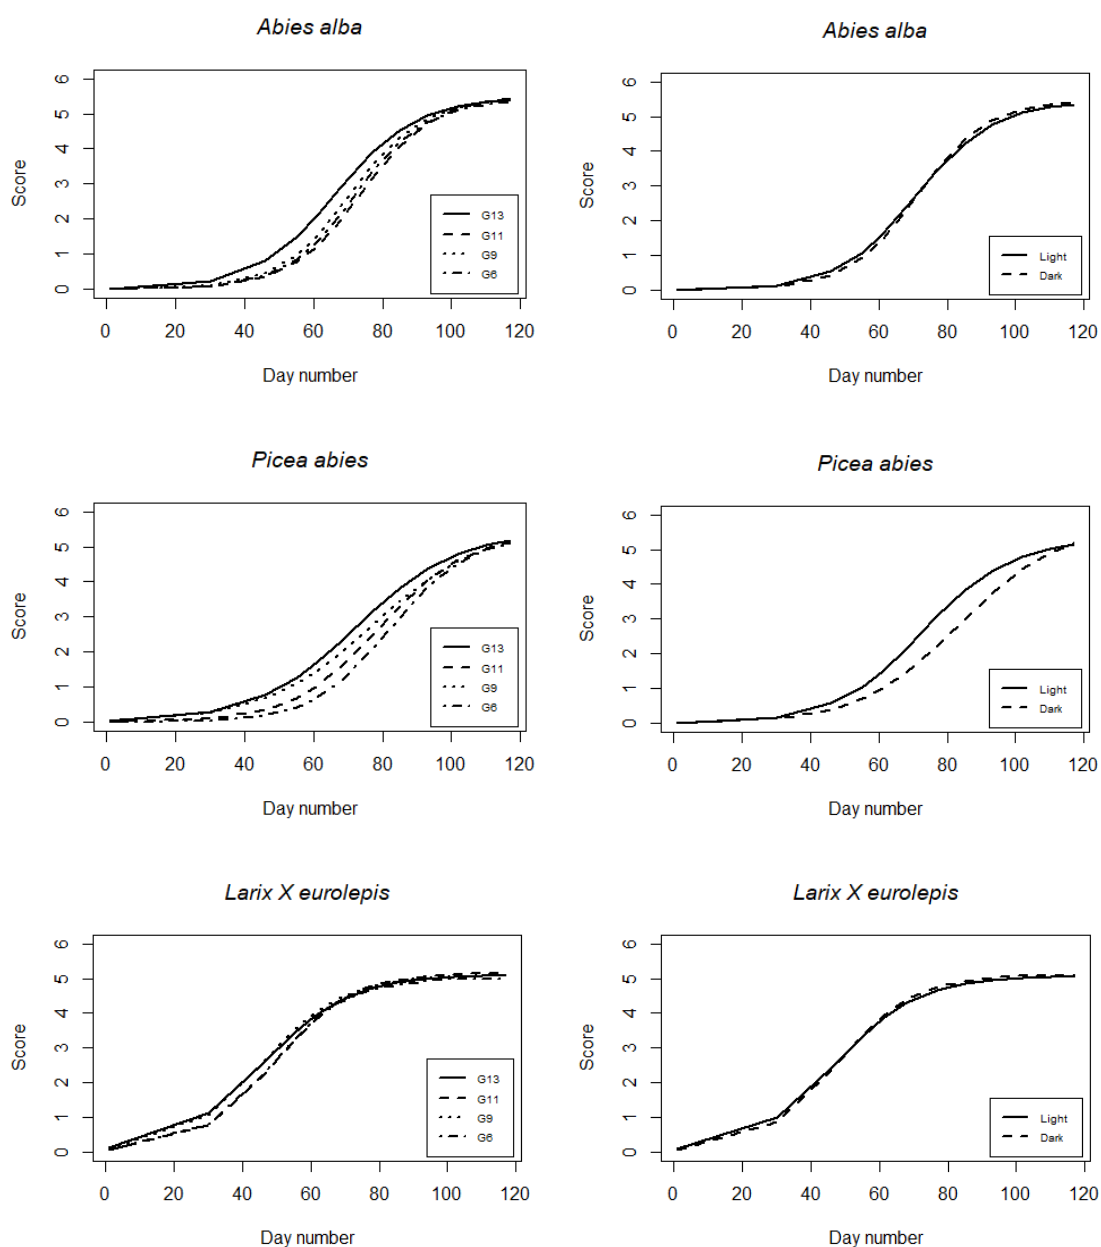 Abies alba
Score
6
5
4
3
2
1
0
G13
G11
G9
G6
0 20 40 60 80 100 120
Day number
Abies alba
Score
6
5
4
3
2
1
0
Light
Dark
0 20 40 60 80 100 120
Day number
Picea abies
Score
6
5
4
3
2
1
0
G13
G11
G9
G6
0 20 40 60 80 100 120
Day number
Picea abies
Score
6
5
4
3
2
1
0
Light
Dark
0 20 40 60 80 100 120
Day number
Larix X eurolepis
Score
6
5
4
3
2
1
0
G13
G11
G9
G6
0 20 40 60 80 100 120
Day number
Larix X eurolepis
Score
6
5
4
3
2
1
0
Light
Dark
0 20 40 60 80 100 120
Day number